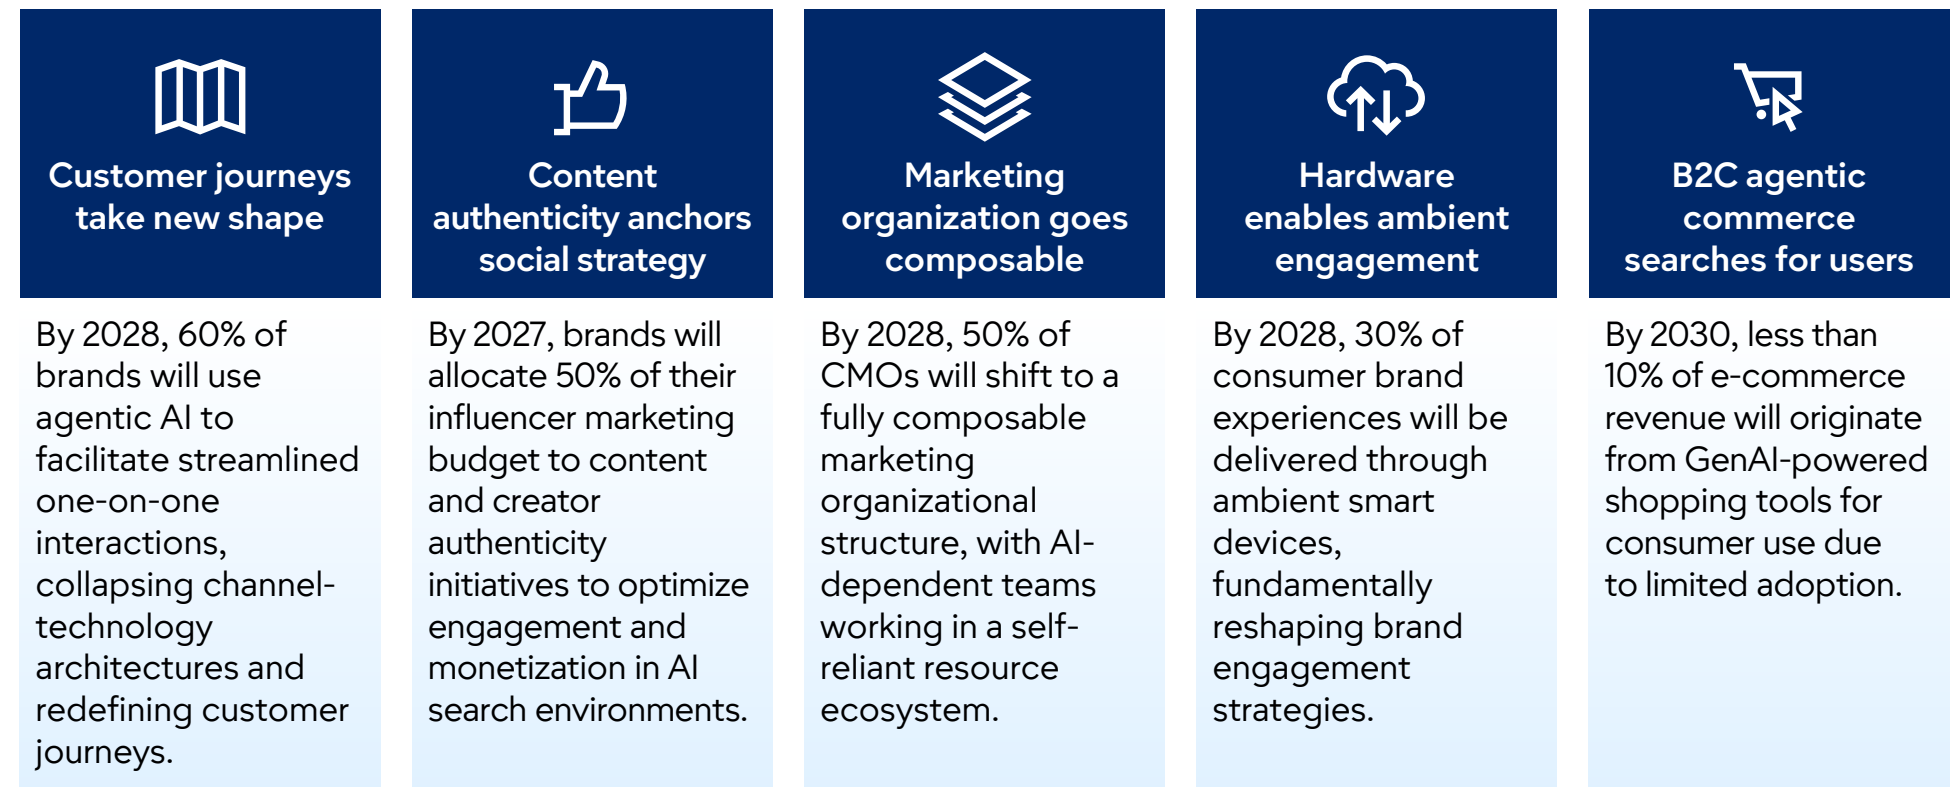 Customer journeys
take new shape
By 2028, 60% of
brands will use
agentic AI to
facilitate streamlined
one-on-one
interactions,
collapsing channel-
technology
architectures and
redefining customer
journeys.
Content
authenticity anchors
social strategy
By 2027, brands will
allocate 50% of their
influencer marketing
budget to content
and creator
authenticity
initiatives to optimize
engagement and
monetization in AI
search environments.
Marketing
organization goes
composable
By 2028, 50% of
CMOs will shift to a
fully composable
marketing
organizational
structure, with AI-
dependent teams
working in a self-
reliant resource
ecosystem.
Hardware
enables ambient
engagement
By 2028, 30% of
consumer brand
experiences will be
delivered through
ambient smart
devices,
fundamentally
reshaping brand
engagement
strategies.
B2C agentic
commerce
searches for users
By 2030, less than
10% of e-commerce
revenue will originate
from GenAI-powered
shopping tools for
consumer use due
to limited adoption.